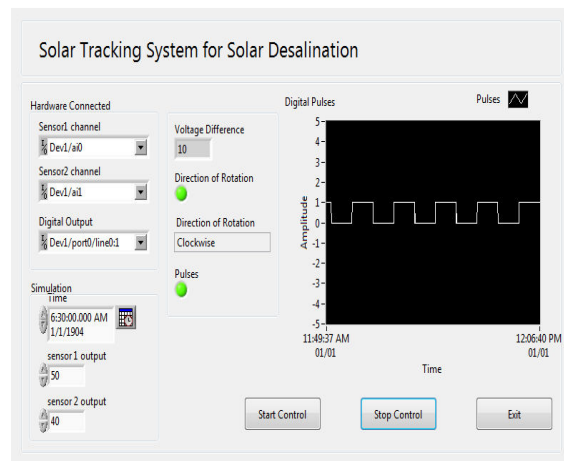 Solar Tracking System for Solar Desalination
Hardware Connected
Sensor1 channel
Dev1/ai0
Sensor2 channel
Dev1/ai1
Digital Output
Dev1/port0/line0:1
Simulation
Time
6:30:00.000 AM
1/1/1904
sensor1 output
50
sensor 2 output
40
Voltage Difference
10
Direction of Rotation
Direction of Rotation
Clockwise
Pulses
Digital Pulses
Pulses
Amplitude
5
4
3
2
1
0
-1
-2
-3
-4
-5
11:49:37 AM
01/01
12:06:40 PM
01/01
Time
Start Control
Stop Control
Exit